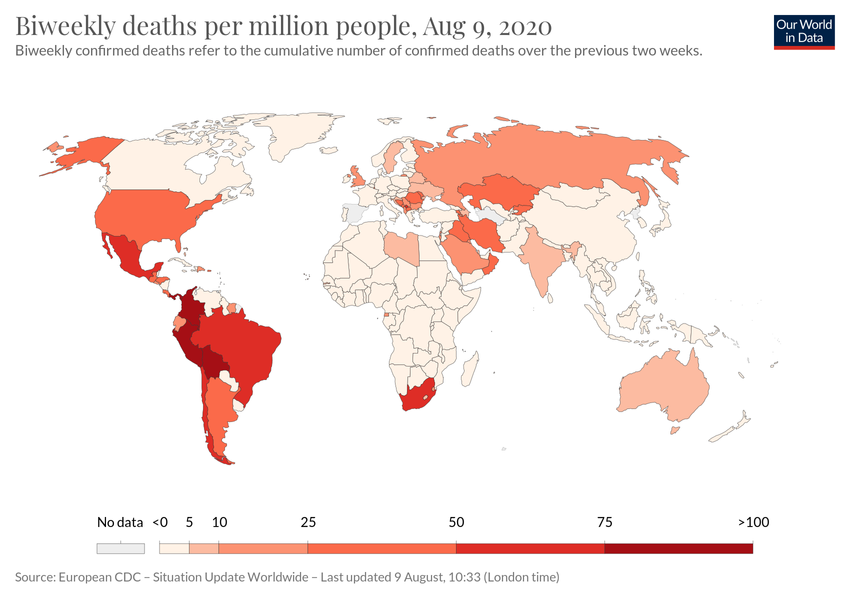 Biweekly deaths per million people, Aug 9, 2020
Our World
in Data
Biweekly confirmed deaths refer to the cumulative number of confirmed deaths over the previous two weeks.
No data <0 5 10 25 50 75 >100
Source: European CDC – Situation Update Worldwide – Last updated 9 August, 10:33 (London time)